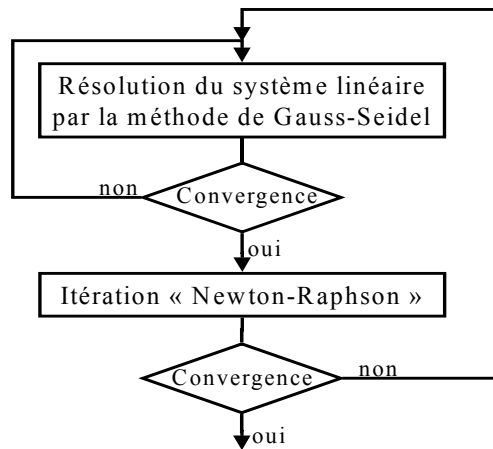 Résolution du système linéaire
par la méthode de Gauss-Seidel
non
Convergence
oui
Itération « Newton-Raphson »
Convergence
non
oui